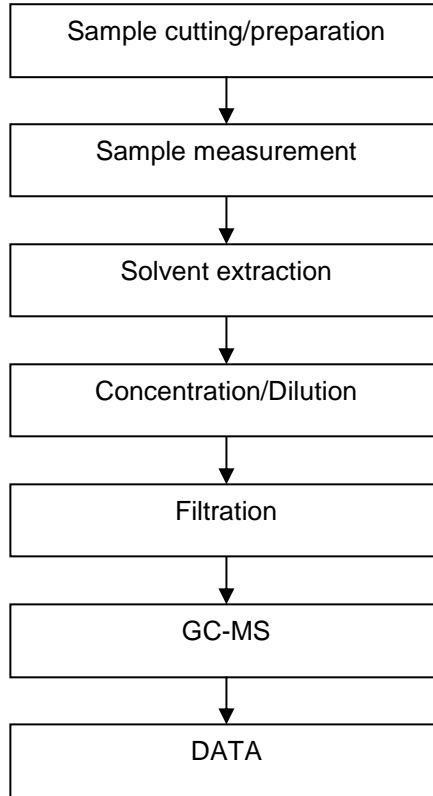 Sample cutting/preparation
Sample measurement
Solvent extraction
Concentration/Dilution
Filtration
GC-MS
DATA